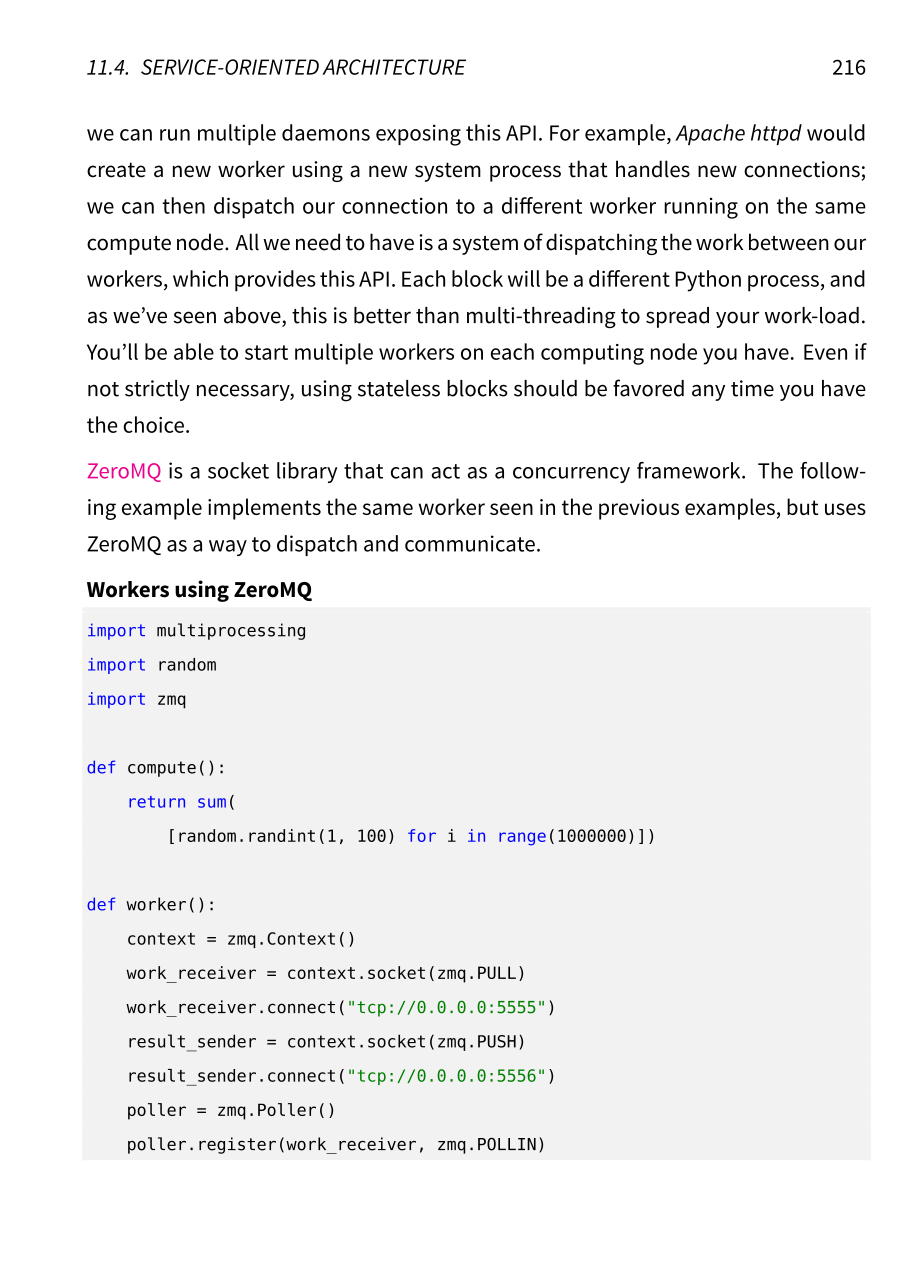 11.4. SERVICE-ORIENTED ARCHITECTURE 216
we can run multiple daemons exposing this API. For example, Apache httpd would
create a new worker using a new system process that handles new connections;
we can then dispatch our connection to a different worker running on the same
compute node. All we need to have is a system of dispatching the work between our
workers, which provides this API. Each block will be a different Python process, and
as we’ve seen above, this is better than multi-threading to spread your work-load.
You’ll be able to start multiple workers on each computing node you have. Even if
not strictly necessary, using stateless blocks should be favored any time you have
the choice.
ZeroMQ is a socket library that can act as a concurrency framework. The follow-
ing example implements the same worker seen in the previous examples, but uses
ZeroMQ as a way to dispatch and communicate.
Workers using ZeroMQ
import multiprocessing
import random
import zmq
def compute():
    return sum(
        [random.randint(1, 100) for i in range(1000000)])
def worker():
    context = zmq.Context()
    work_receiver = context.socket(zmq.PULL)
    work_receiver.connect("tcp://0.0.0.0:5555")
    result_sender = context.socket(zmq.PUSH)
    result_sender.connect("tcp://0.0.0.0:5556")
    poller = zmq.Poller()
    poller.register(work_receiver, zmq.POLLIN)